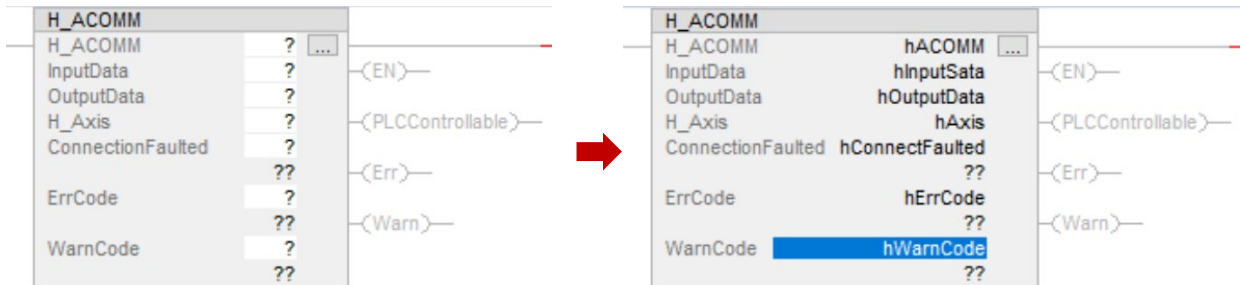 H_ACOMM
H_ACOMM ? ...
InputData ? (EN)
OutputData ?
H_Axis ? (PLCControllable)
ConnectionFaulted ?
?? (Err)
ErrCode ?
?? (Warn)
WarnCode ?
??
H_ACOMM
H_ACOMM hACOMM ...
InputData hInputSata (EN)
OutputData hOutputData
H_Axis hAxis (PLCControllable)
ConnectionFaulted hConnectFaulted
?? (Err)
ErrCode hErrCode
?? (Warn)
WarnCode hWarnCode
??